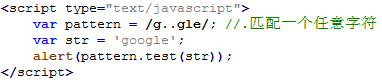 <script type="text/javascript">
    var pattern = /g..gle/; //.匹配一个任意字符
    var str = 'google';
    alert(pattern.test(str));
</script>